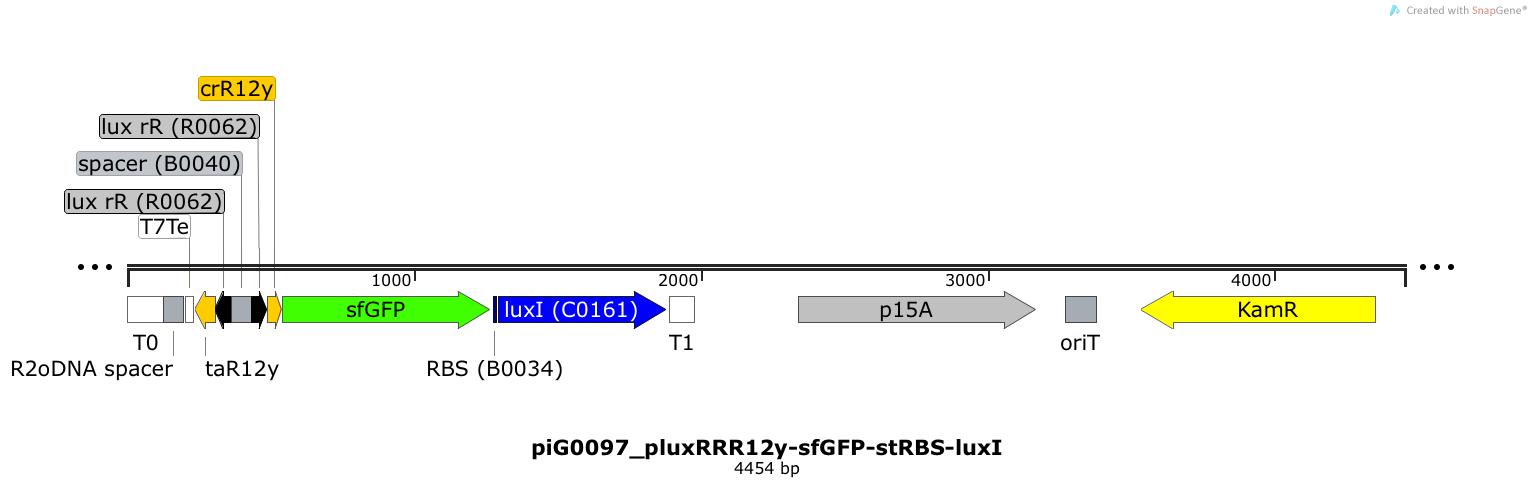 Created with SnapGene®
crR12y
lux rR (R0062)
spacer (B0040)
lux rR (R0062)
T7Te
1000
2000
3000
4000
sfGFP
luxI (C0161)
p15A
KamR
T0
T1
oriT
R2oDNA spacer
taR12y
RBS (B0034)
piG0097_pluxRRR12y-sfGFP-stRBS-luxI
4454 bp